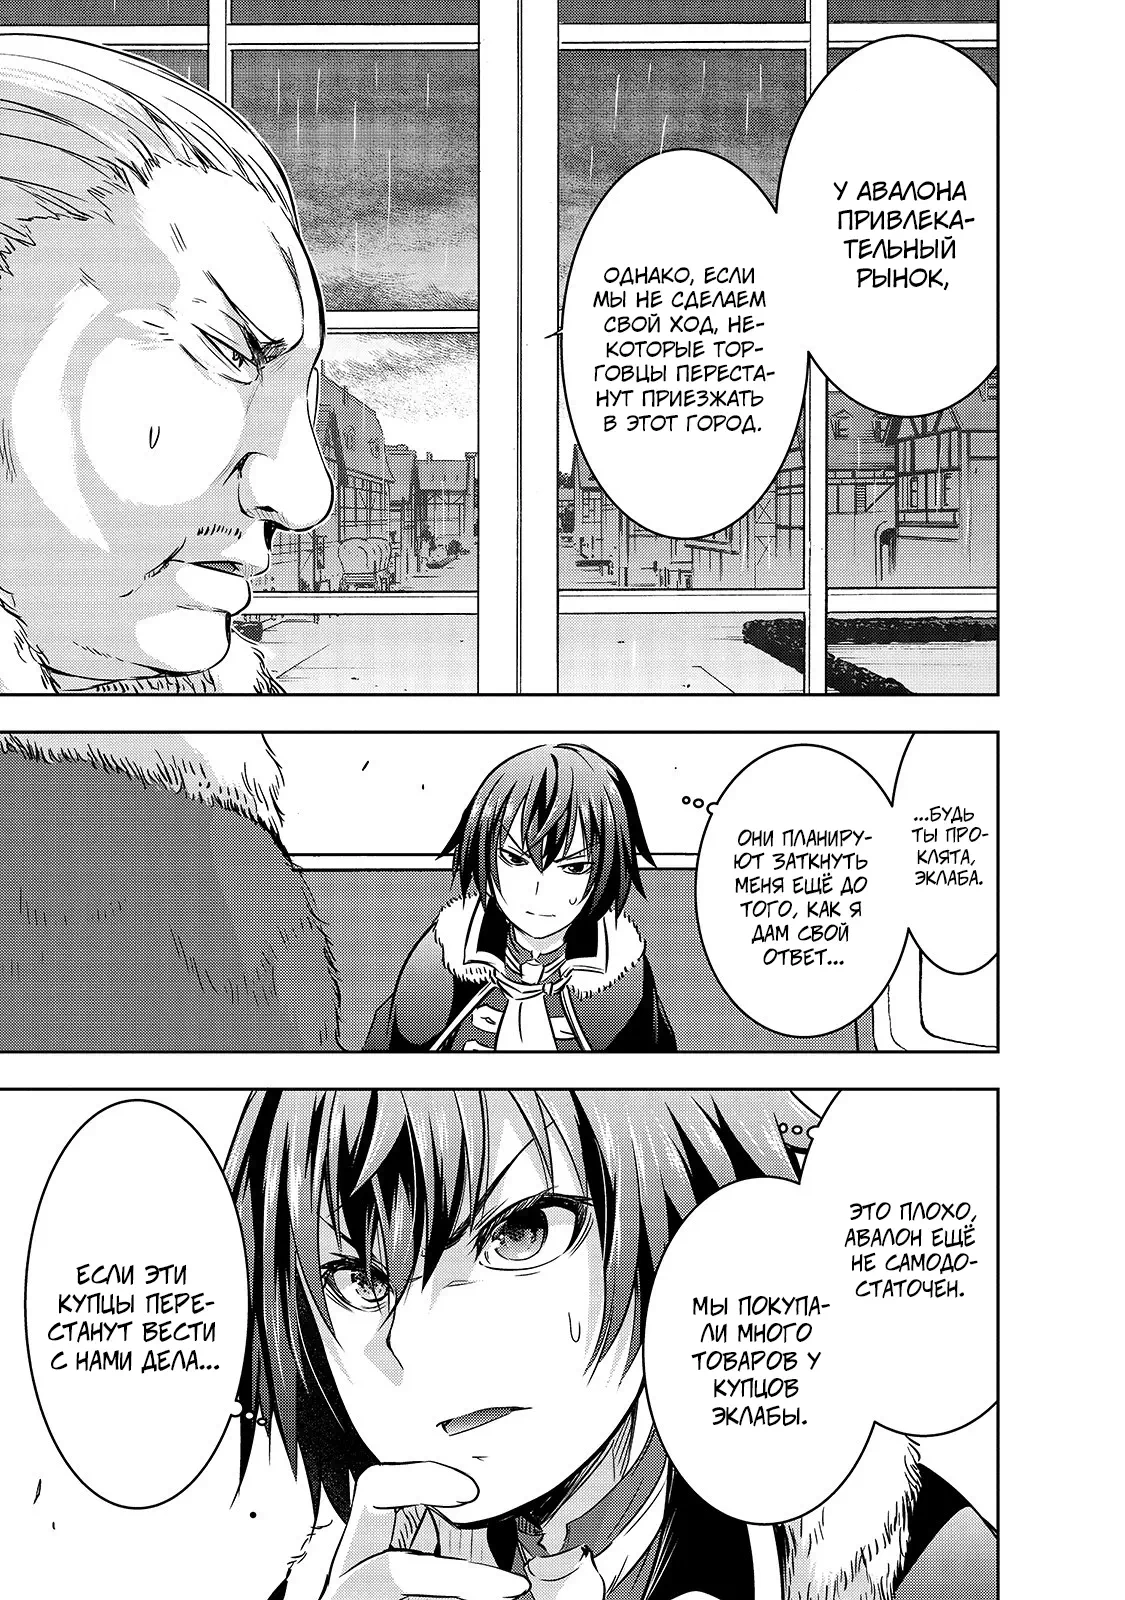 У АВАЛОНА
ПРИВЛЕКА-
ТЕЛЬНЫЙ
РЫНОК,
ОДНАКО, ЕСЛИ
МЫ НЕ СДЕЛАЕМ
СВОЙ ХОД, НЕ-
КОТОРЫЕ ТОР-
ГОВЦЫ ПЕРЕСТА-
НУТ ПРИЕЗЖАТЬ
В ЭТОТ ГОРОД.
...БУДЬ
ТЫ ПРО-
КЛЯТА,
ЭКЛАБА.
ОНИ ПЛАНИРУ-
ЮТ ЗАТКНУТЬ
МЕНЯ ЕЩЁ ДО
ТОГО, КАК Я
ДАМ СВОЙ
ОТВЕТ...
ЭТО ПЛОХО,
АВАЛОН ЕЩЁ
НЕ САМОДО-
СТАТОЧЕН.
МЫ ПОКУПА-
ЛИ МНОГО
ТОВАРОВ У
КУПЦОВ
ЭКЛАБЫ.
ЕСЛИ ЭТИ
КУПЦЫ ПЕРЕ-
СТАНУТ ВЕСТИ
С НАМИ ДЕЛА...